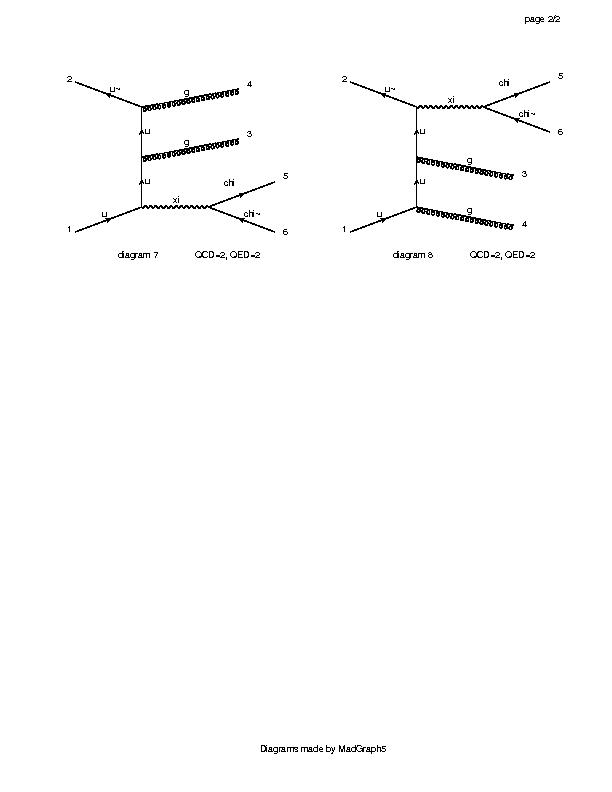 page 2/2
2
u~
g
4
u
g
3
u
xi
chi
5
u
chi~
1
6
diagram 7 QCD=2, QED=2
2
u~
xi
chi
5
chi~
6
u
g
3
u
g
4
u
1
diagram 8 QCD=2, QED=2
Diagrams made by MadGraph5